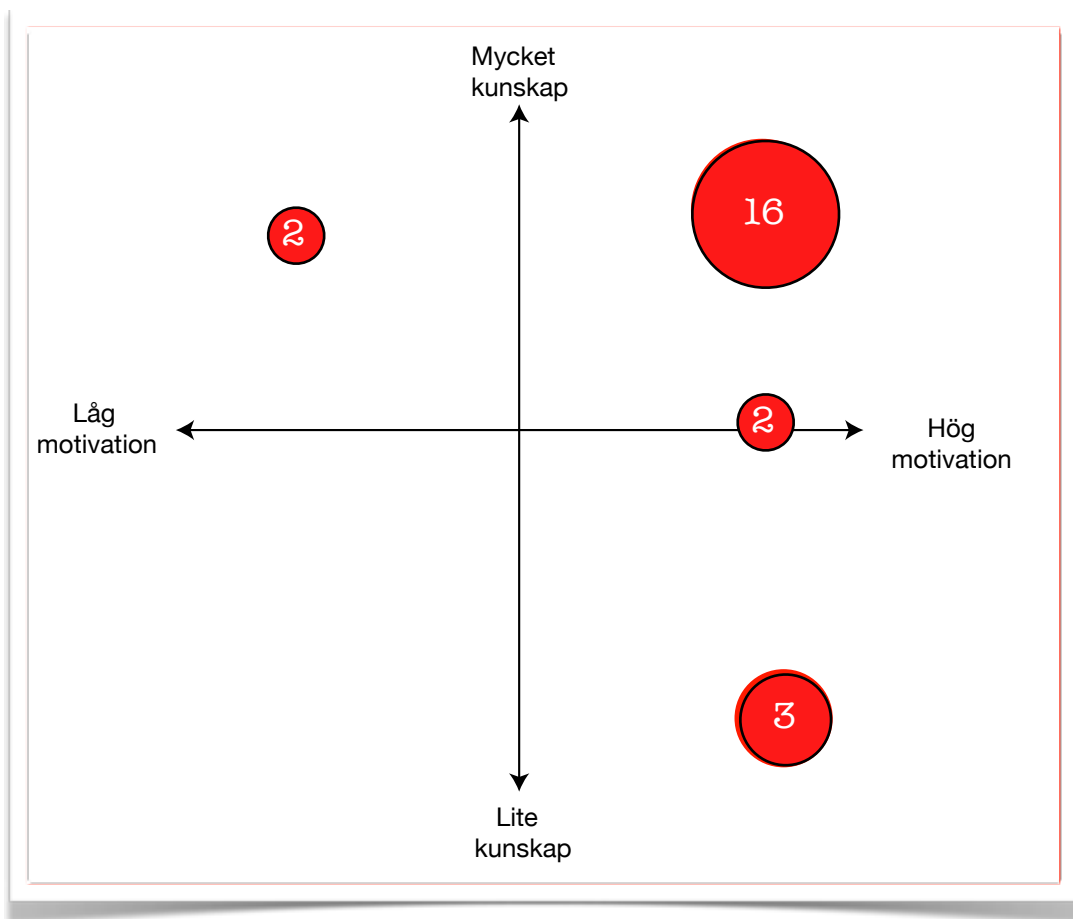 Mycket
kunskap
16
2
2
Låg
motivation
Hög
motivation
3
Lite
kunskap